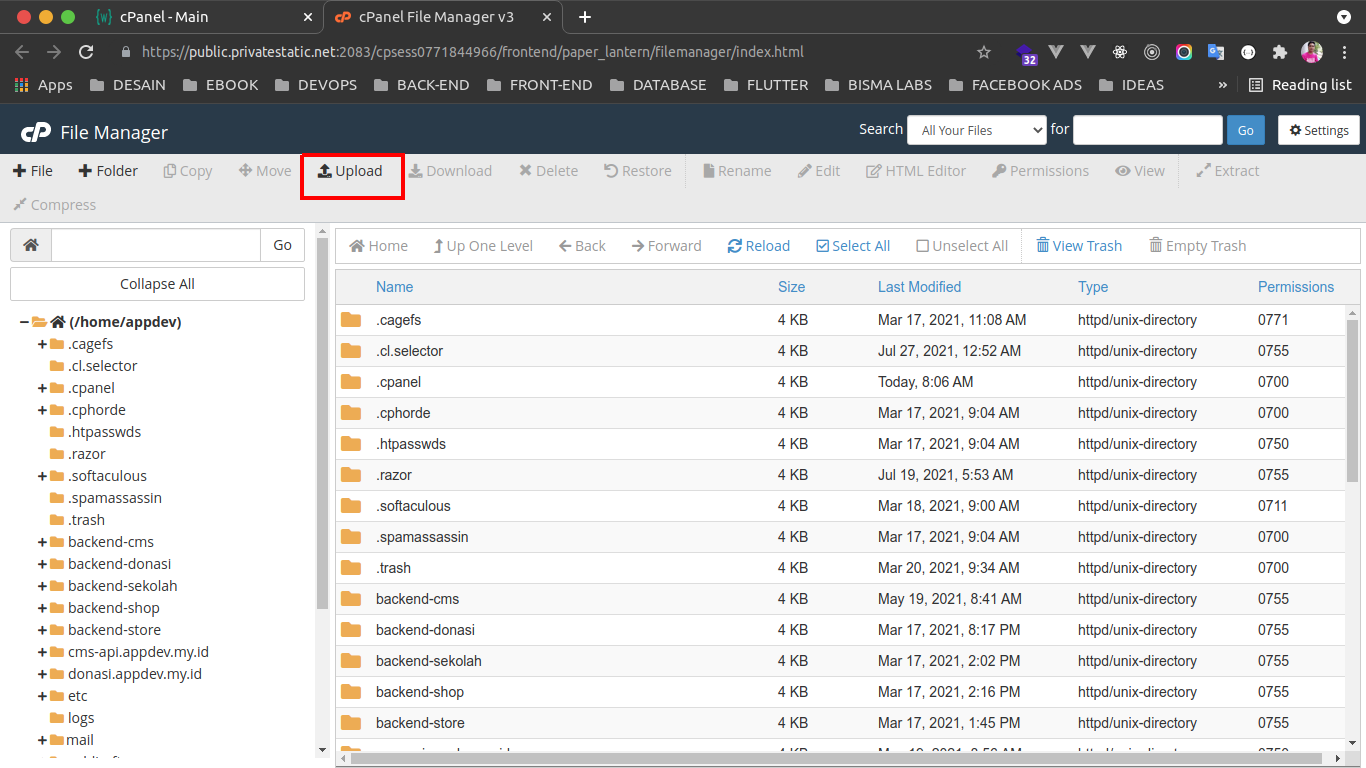 cPanel - Main
cPanel File Manager v3
https://public.privatestatic.net:2083/cpsess0771844966/frontend/paper_lantern/filemanager/index.html
32
Apps DESAIN EBOOK DEVOPS BACK-END FRONT-END DATABASE FLUTTER BISMA LABS FACEBOOK ADS IDEAS » Reading list
cP File Manager
Search All Your Files for Go Settings
File Folder Copy Move Upload Download Delete Restore Rename Edit HTML Editor Permissions View Extract
Compress
Go
Collapse All
(/home/appdev)
.cagefs
.cl.selector
.cpanel
.cphorde
.htpasswds
.razor
.softaculous
.spamassassin
.trash
backend-cms
backend-donasi
backend-sekolah
backend-shop
backend-store
cms-api.appdev.my.id
donasi.appdev.my.id
etc
logs
mail
Home Up One Level Back Forward Reload Select All Unselect All View Trash Empty Trash
Name Size Last Modified Type Permissions
.cagefs 4 KB Mar 17, 2021, 11:08 AM httpd/unix-directory 0771
.cl.selector 4 KB Jul 27, 2021, 12:52 AM httpd/unix-directory 0755
.cpanel 4 KB Today, 8:06 AM httpd/unix-directory 0700
.cphorde 4 KB Mar 17, 2021, 9:04 AM httpd/unix-directory 0700
.htpasswds 4 KB Mar 17, 2021, 9:04 AM httpd/unix-directory 0750
.razor 4 KB Jul 19, 2021, 5:53 AM httpd/unix-directory 0755
.softaculous 4 KB Mar 18, 2021, 9:00 AM httpd/unix-directory 0711
.spamassassin 4 KB Mar 17, 2021, 9:04 AM httpd/unix-directory 0700
.trash 4 KB Mar 20, 2021, 9:34 AM httpd/unix-directory 0700
backend-cms 4 KB May 19, 2021, 8:41 AM httpd/unix-directory 0755
backend-donasi 4 KB Mar 17, 2021, 8:17 PM httpd/unix-directory 0755
backend-sekolah 4 KB Mar 17, 2021, 2:02 PM httpd/unix-directory 0755
backend-shop 4 KB Mar 17, 2021, 2:16 PM httpd/unix-directory 0755
backend-store 4 KB Mar 17, 2021, 1:45 PM httpd/unix-directory 0755